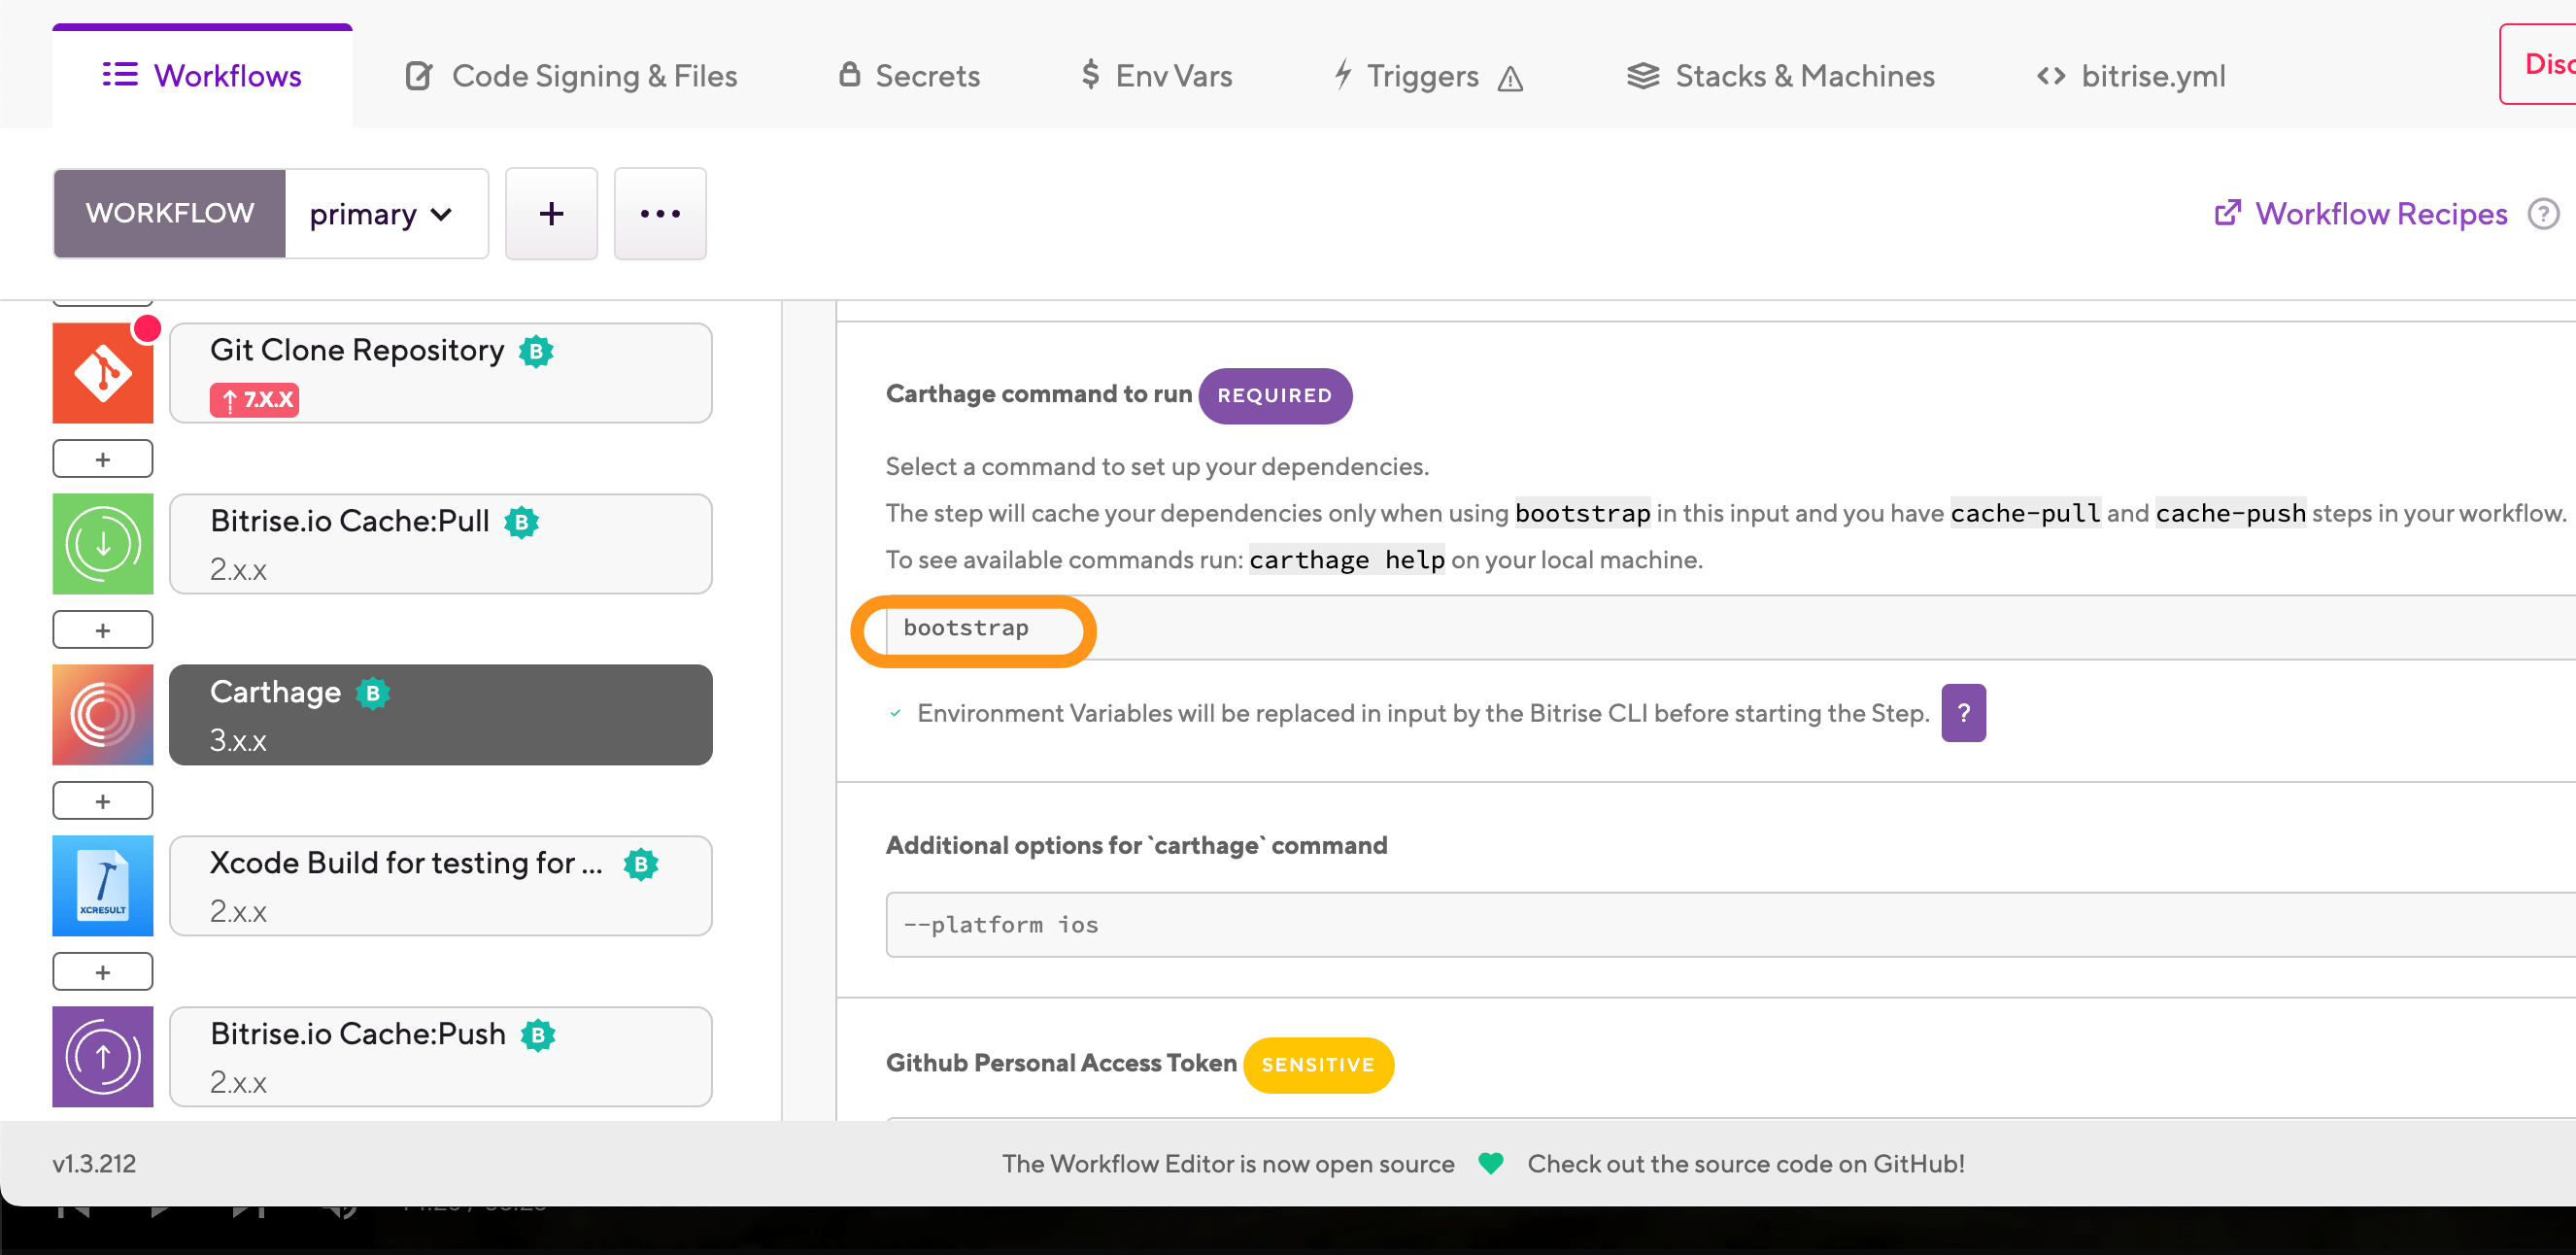 Workflows
Code Signing & Files
Secrets
$ Env Vars
Triggers
Stacks & Machines
<> bitrise.yml
WORKFLOW
primary
+
...
Workflow Recipes ?
Git Clone Repository B
↑ 7.X.X
+
Bitrise.io Cache:Pull B
2.x.x
+
Carthage B
3.x.x
+
Xcode Build for testing for ... B
XCRESULT
2.x.x
+
Bitrise.io Cache:Push B
2.x.x
Carthage command to run REQUIRED
Select a command to set up your dependencies.
The step will cache your dependencies only when using bootstrap in this input and you have cache-pull and cache-push steps in your workflow.
To see available commands run: carthage help on your local machine.
bootstrap
Environment Variables will be replaced in input by the Bitrise CLI before starting the Step. ?
Additional options for `carthage` command
--platform ios
Github Personal Access Token SENSITIVE
v1.3.212
The Workflow Editor is now open source
Check out the source code on GitHub!